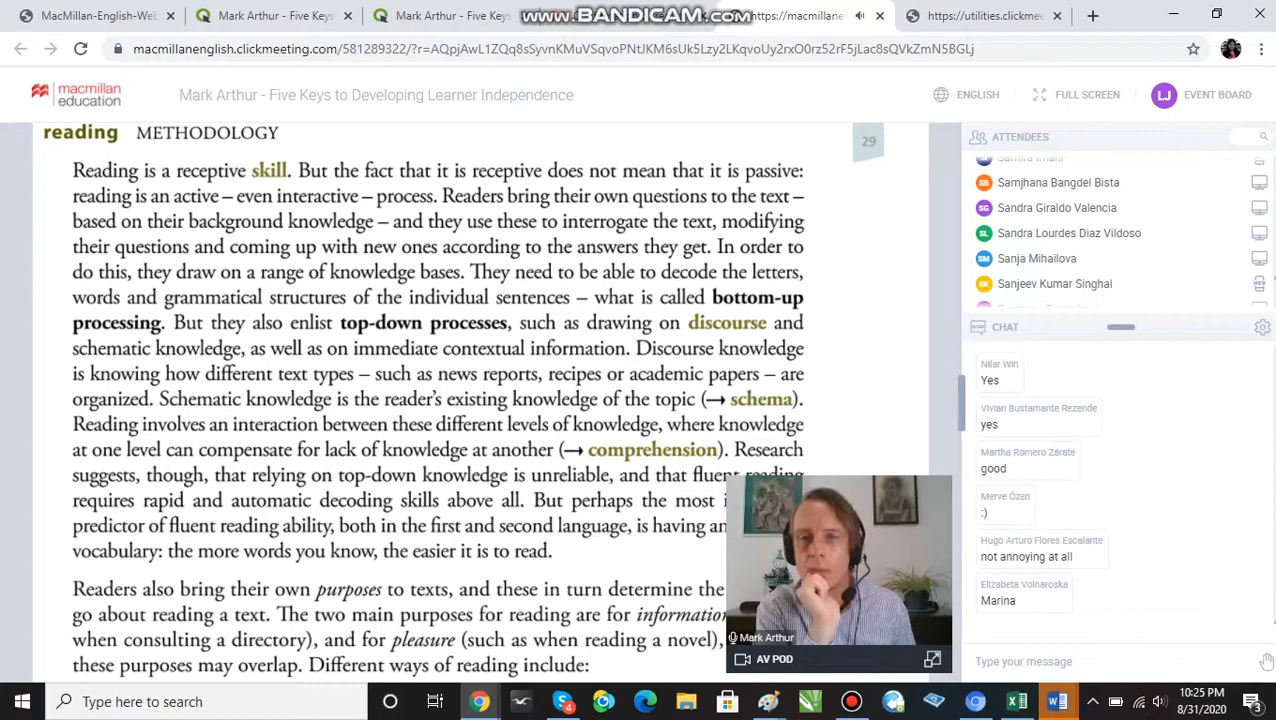 MacEnglish-English-Web
Mark Arthur - Five Keys to Dev
Mark Arthur - Five Keys
https://macmillane
https://utilities.clickmee
www.BANDICAM.com
macmillanenglish.clickmeeting.com/581289322/?r=AQpjAwL1ZQq8sSyvnKMuVSqvoPNtJKM6sUk5Lzy2LKqvoUy2rxO0rz52rF5jLac8sQVkZmN5BGLj
macmillan
education
Mark Arthur - Five Keys to Developing Learner Independence
ENGLISH
FULL SCREEN
LJ
EVENT BOARD
reading METHODOLOGY
29
Reading is a receptive skill. But the fact that it is receptive does not mean that it is passive:
reading is an active – even interactive – process. Readers bring their own questions to the text –
based on their background knowledge – and they use these to interrogate the text, modifying
their questions and coming up with new ones according to the answers they get. In order to
do this, they draw on a range of knowledge bases. They need to be able to decode the letters,
words and grammatical structures of the individual sentences – what is called bottom-up
processing. But they also enlist top-down processes, such as drawing on discourse and
schematic knowledge, as well as on immediate contextual information. Discourse knowledge
is knowing how different text types – such as news reports, recipes or academic papers – are
organized. Schematic knowledge is the reader's existing knowledge of the topic (→ schema).
Reading involves an interaction between these different levels of knowledge, where knowledge
at one level can compensate for lack of knowledge at another (→ comprehension). Research
suggests, though, that relying on top-down knowledge is unreliable, and that fluent reading
requires rapid and automatic decoding skills above all. But perhaps the most
predictor of fluent reading ability, both in the first and second language, is having an
vocabulary: the more words you know, the easier it is to read.
Readers also bring their own purposes to texts, and these in turn determine the
go about reading a text. The two main purposes for reading are for information
when consulting a directory), and for pleasure (such as when reading a novel),
these purposes may overlap. Different ways of reading include:
Mark Arthur
AV POD
ATTENDEES
Samira Imani
SB Samjhana Bangdel Bista
SG Sandra Giraldo Valencia
SL Sandra Lourdes Diaz Vildoso
SM Sanja Mihailova
SK Sanjeev Kumar Singhal
CHAT
Nilar Win
Yes
Vivian Bustamante Rezende
yes
Martha Romero Zárate
good
Merve Özen
:)
Hugo Arturo Flores Escalante
not annoying at all
Elizabeta Volnaroska
Marina
Type your message
Type here to search
4
10:25 PM
8/31/2020
3